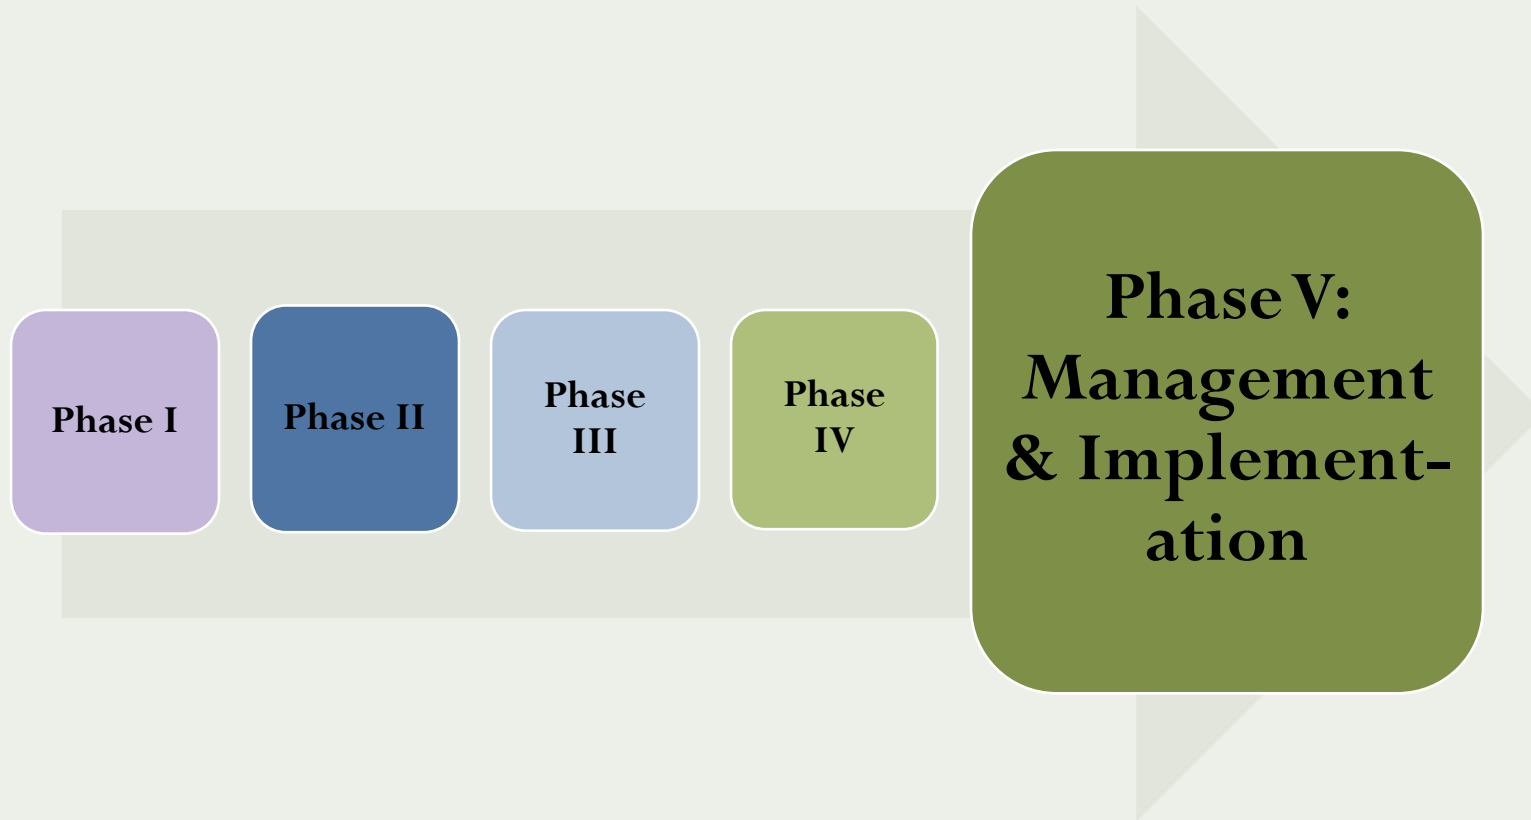 Phase I
Phase II
Phase
III
Phase
IV
Phase V:
Management
& Implement-
ation